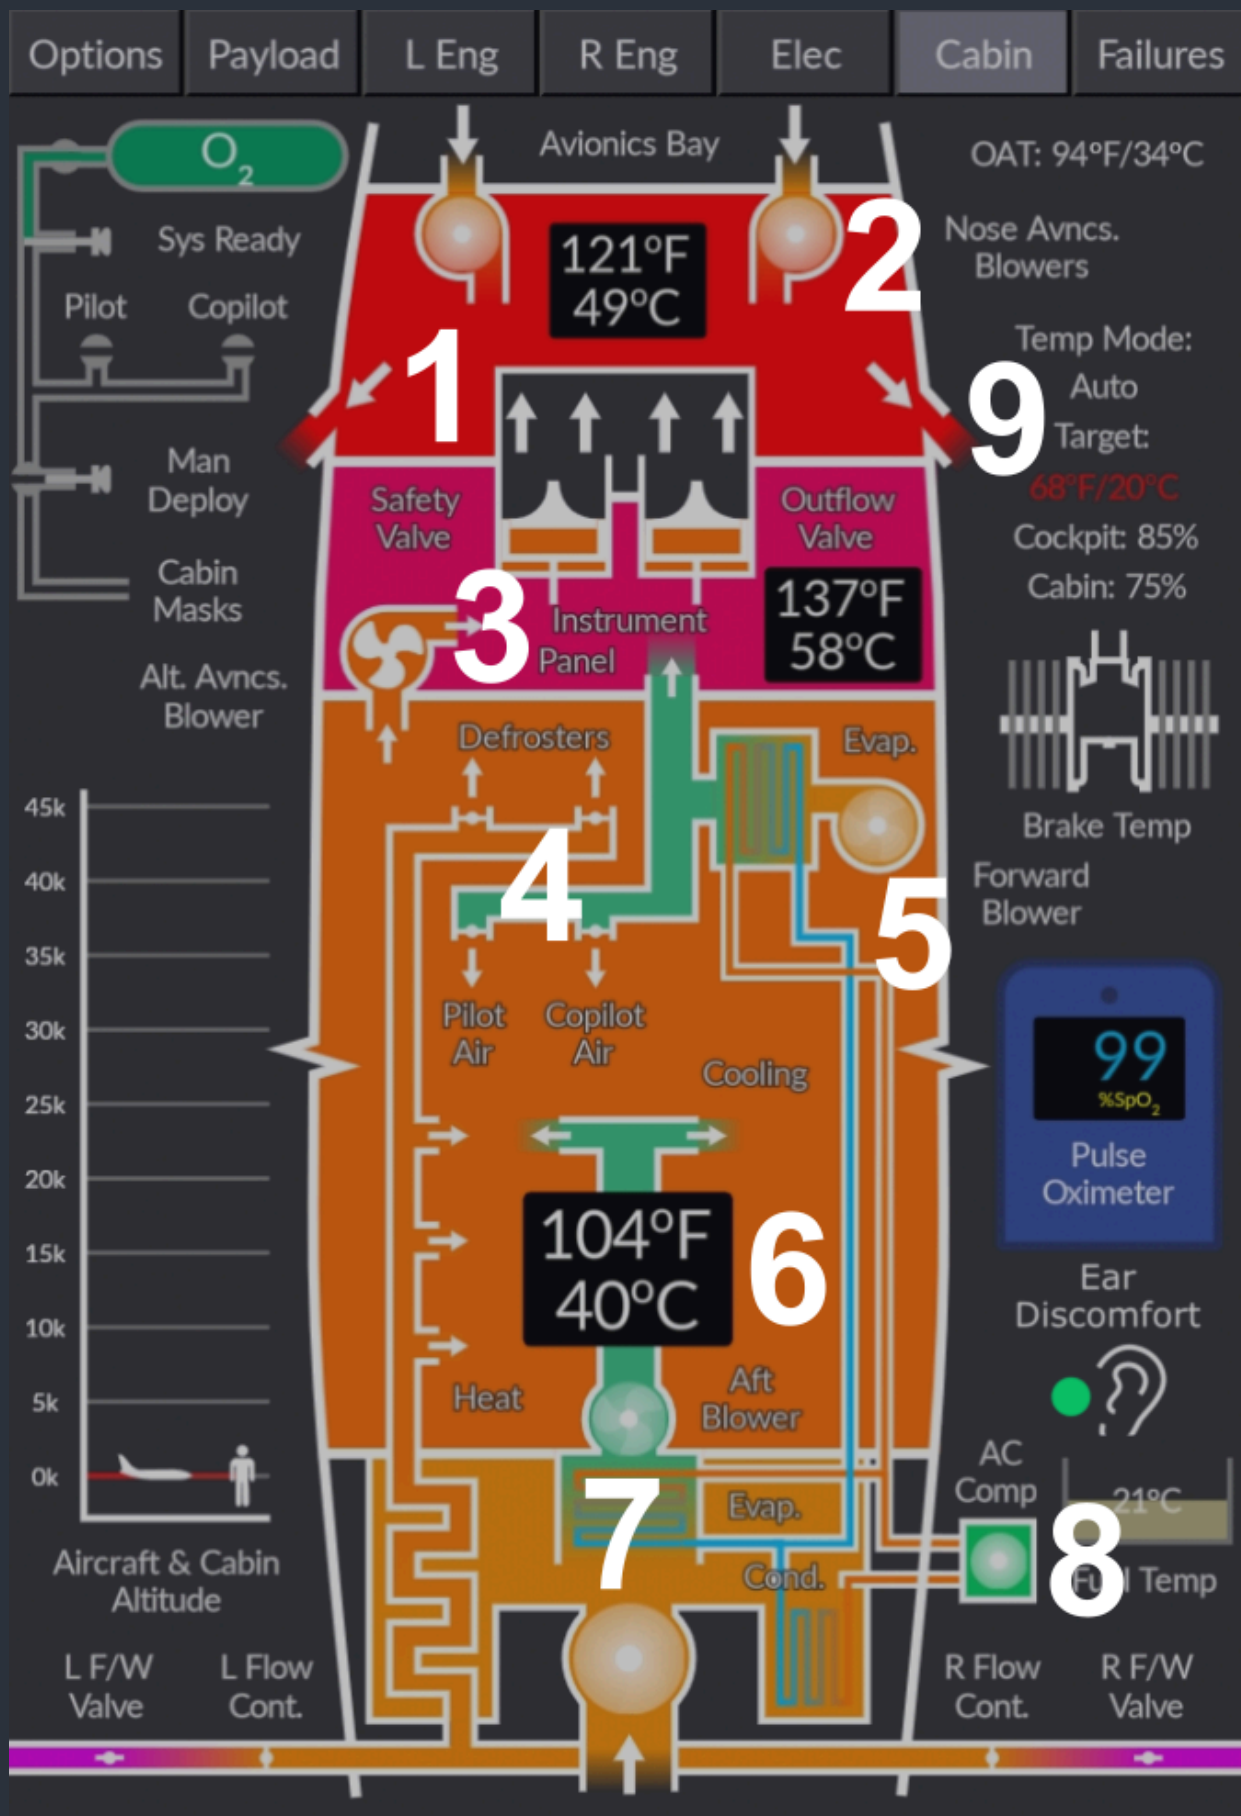 Options
Payload
L Eng
R Eng
Elec
Cabin
Failures
O₂
Sys Ready
Pilot
Copilot
Man
Deploy
Cabin
Masks
Alt. Avncs.
Blower
Avionics Bay
121°F
49°C
1
2
Safety
Valve
Outflow
Valve
3
Instrument
Panel
137°F
58°C
OAT: 94°F/34°C
Nose Avncs.
Blowers
Temp Mode:
Auto
9
Target:
68°F/20°C
Cockpit: 85%
Cabin: 75%
Brake Temp
Forward
Blower
Defrosters
Evap.
4
5
Pilot
Air
Copilot
Air
Cooling
104°F
40°C
6
Heat
Aft
Blower
7
Evap.
Cond.
45k
40k
35k
30k
25k
20k
15k
10k
5k
0k
Aircraft & Cabin
Altitude
99
%SpO₂
Pulse
Oximeter
Ear
Discomfort
AC
Comp
21°C
8
Fuel Temp
L F/W
Valve
L Flow
Cont.
R Flow
Cont.
R F/W
Valve